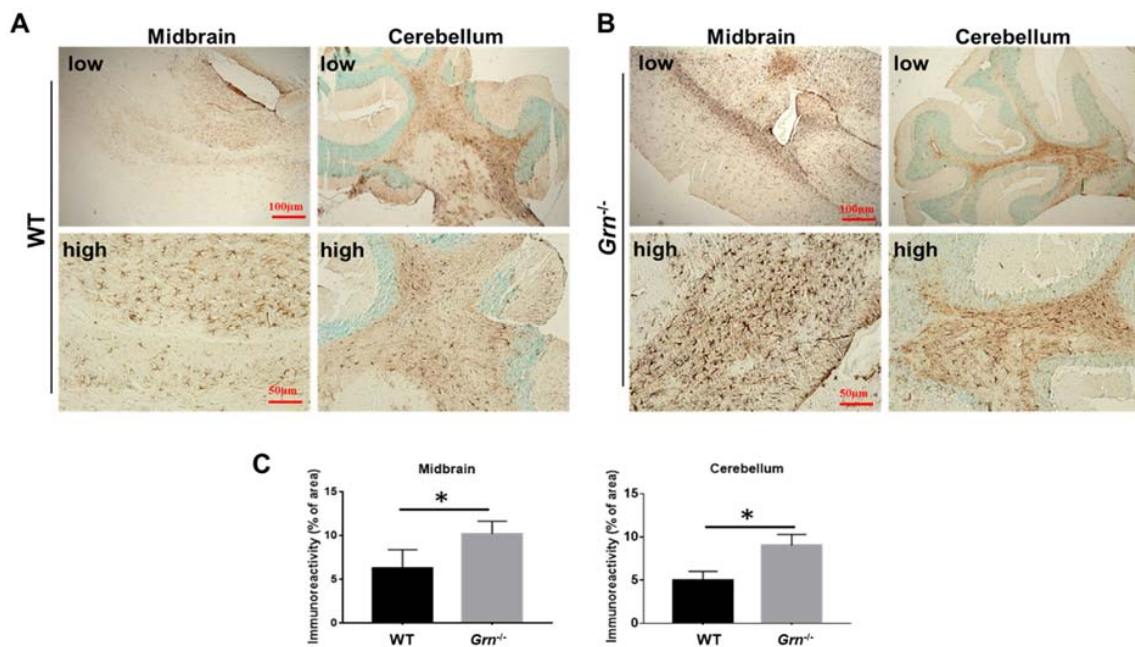 A
Midbrain Cerebellum
low low
100μm
WT
high high
50μm
B
Midbrain Cerebellum
low low
100μm
Grn-/-
high high
50μm
C
Midbrain
Immunoreactivity (% of area)
15
*
10
5
0
WT Grn-/-
Cerebellum
Immunoreactivity (% of area)
15
*
10
5
0
WT Grn-/-